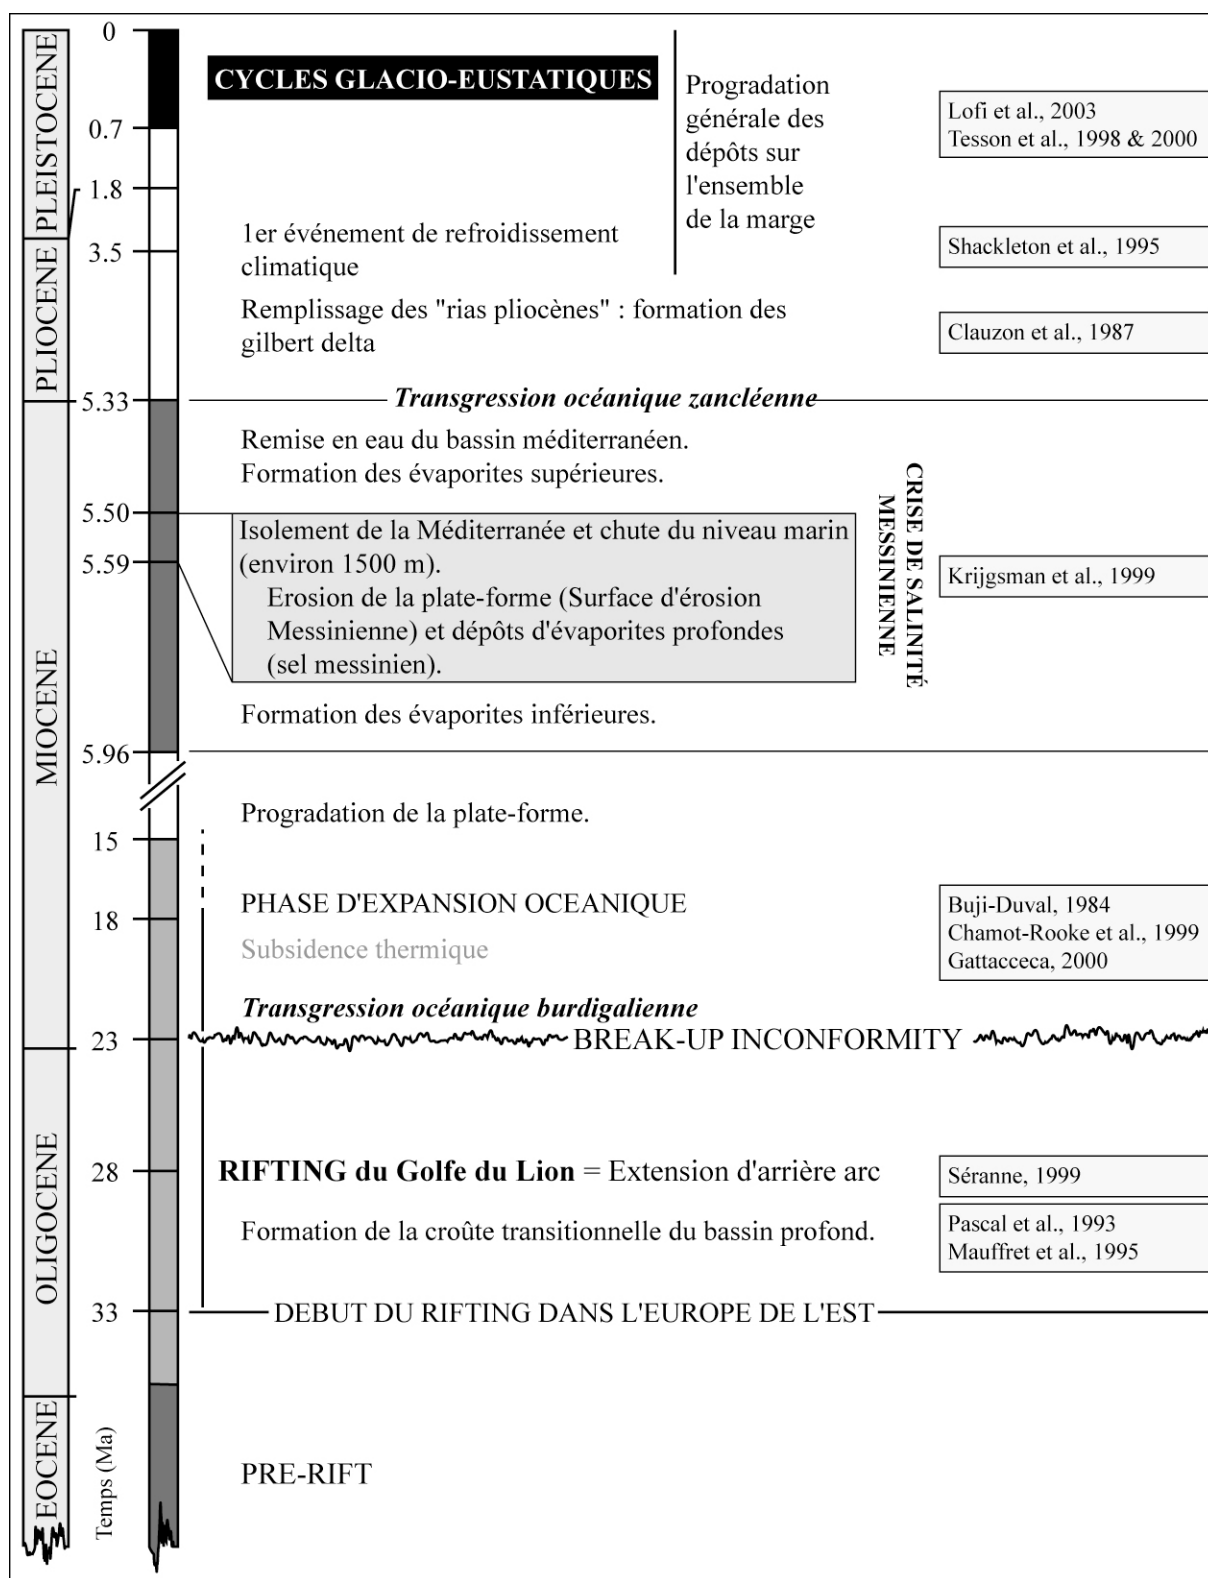 0
CYCLES GLACIO-EUSTATIQUES
Progradation
générale des
dépôts sur
l'ensemble
de la marge
Lofi et al., 2003
Tesson et al., 1998 & 2000
PLEISTOCENE
0.7
1.8
1er événement de refroidissement
climatique
3.5
Shackleton et al., 1995
PLIOCENE
Remplissage des "rias pliocènes" : formation des
gilbert delta
Clauzon et al., 1987
5.33
Transgression océanique zancléenne
Remise en eau du bassin méditerranéen.
Formation des évaporites supérieures.
5.50
Isolement de la Méditerranée et chute du niveau marin
(environ 1500 m).
Erosion de la plate-forme (Surface d'érosion
Messinienne) et dépôts d'évaporites profondes
(sel messinien).
5.59
CRISE DE SALINITÉ
MESSINIENNE
Krijgsman et al., 1999
MIOCENE
Formation des évaporites inférieures.
5.96
Progradation de la plate-forme.
15
PHASE D'EXPANSION OCEANIQUE
18
Subsidence thermique
Buji-Duval, 1984
Chamot-Rooke et al., 1999
Gattacceca, 2000
Transgression océanique burdigalienne
23
BREAK-UP INCONFORMITY
OLIGOCENE
28
RIFTING du Golfe du Lion = Extension d'arrière arc
Séranne, 1999
Formation de la croûte transitionnelle du bassin profond.
Pascal et al., 1993
Mauffret et al., 1995
33
DEBUT DU RIFTING DANS L'EUROPE DE L'EST
EOCENE
Temps (Ma)
PRE-RIFT